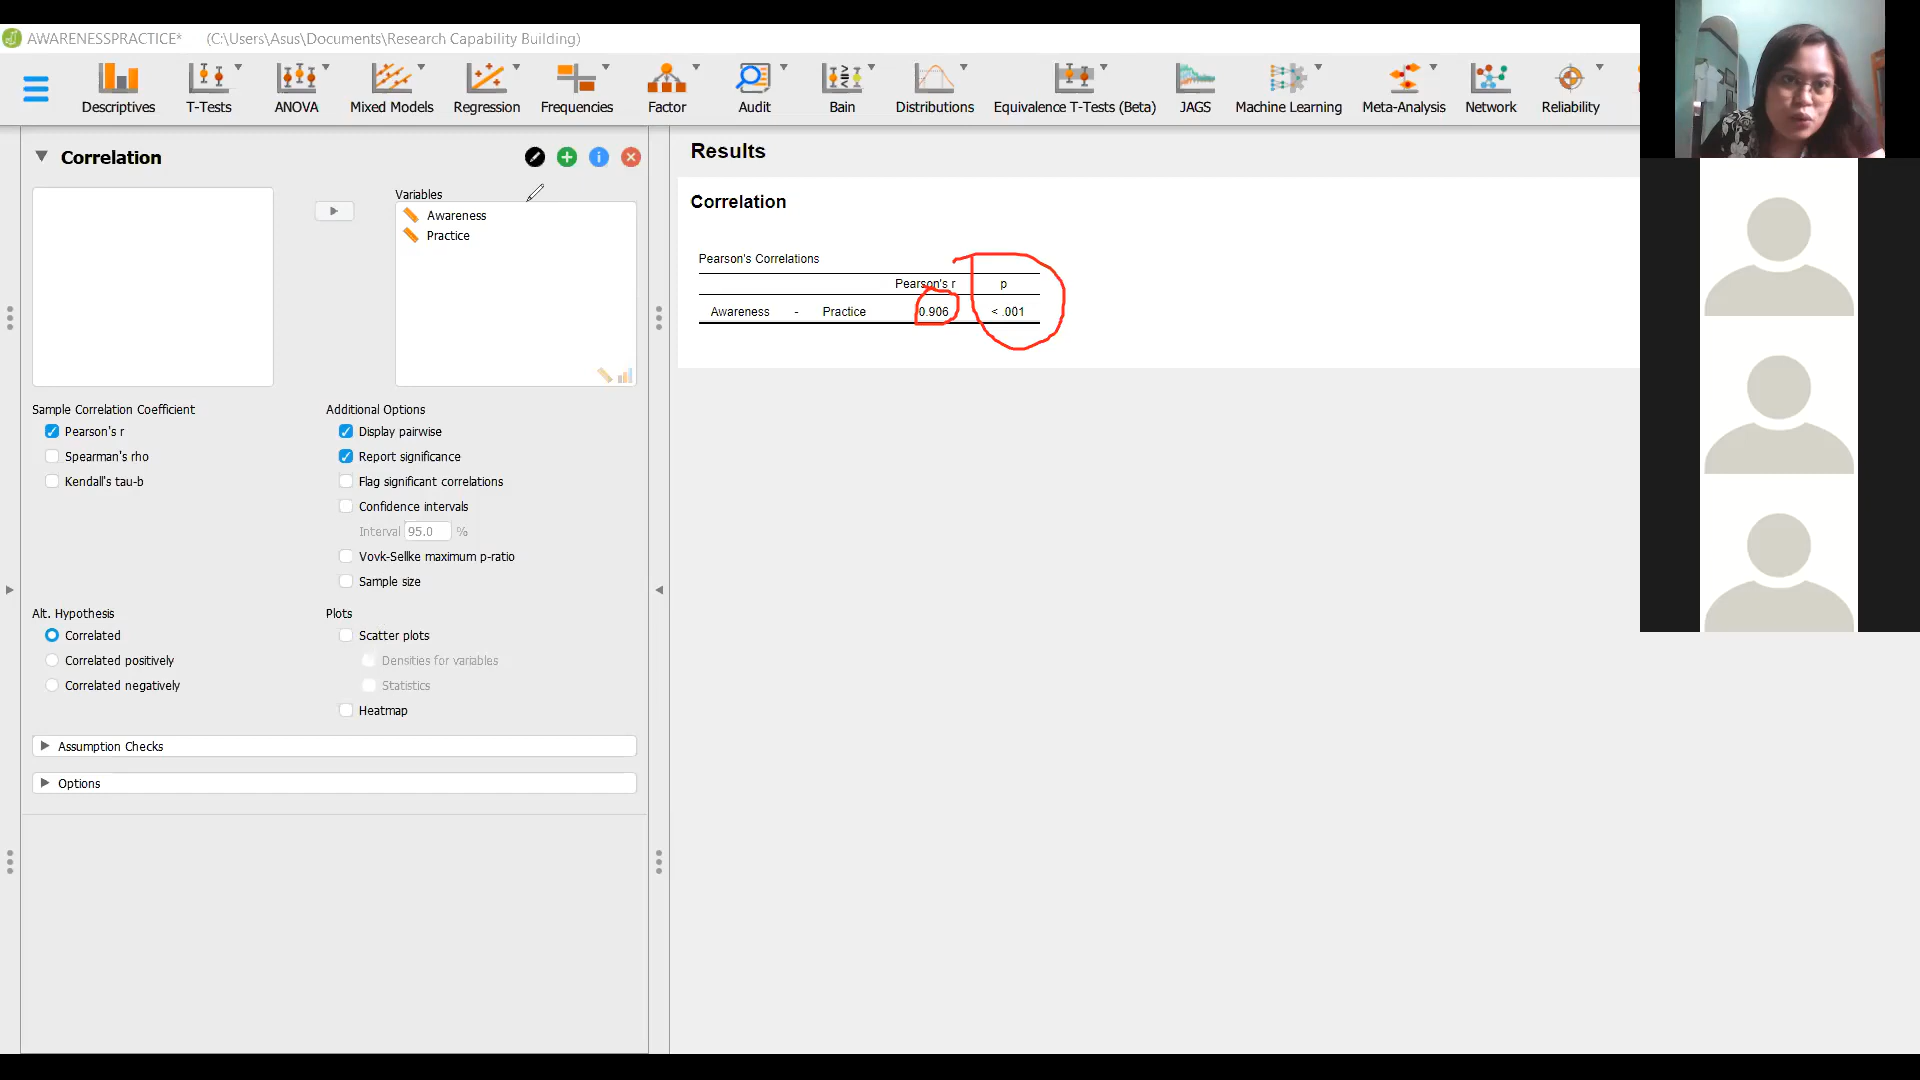 AWARENESSPRACTICE* (C:\Users\Asus\Documents\Research Capability Building)
Descriptives T-Tests ANOVA Mixed Models Regression Frequencies Factor Audit Bain Distributions Equivalence T-Tests (Beta) JAGS Machine Learning Meta-Analysis Network Reliability
Correlation
Variables
Awareness
Practice
Sample Correlation Coefficient
Pearson's r
Spearman's rho
Kendall's tau-b
Additional Options
Display pairwise
Report significance
Flag significant correlations
Confidence intervals
Interval 95.0 %
Vovk-Sellke maximum p-ratio
Sample size
Alt. Hypothesis
Correlated
Correlated positively
Correlated negatively
Plots
Scatter plots
Densities for variables
Statistics
Heatmap
Assumption Checks
Options
Results
Correlation
Pearson's Correlations
Pearson's r p
Awareness - Practice 0.906 < .001